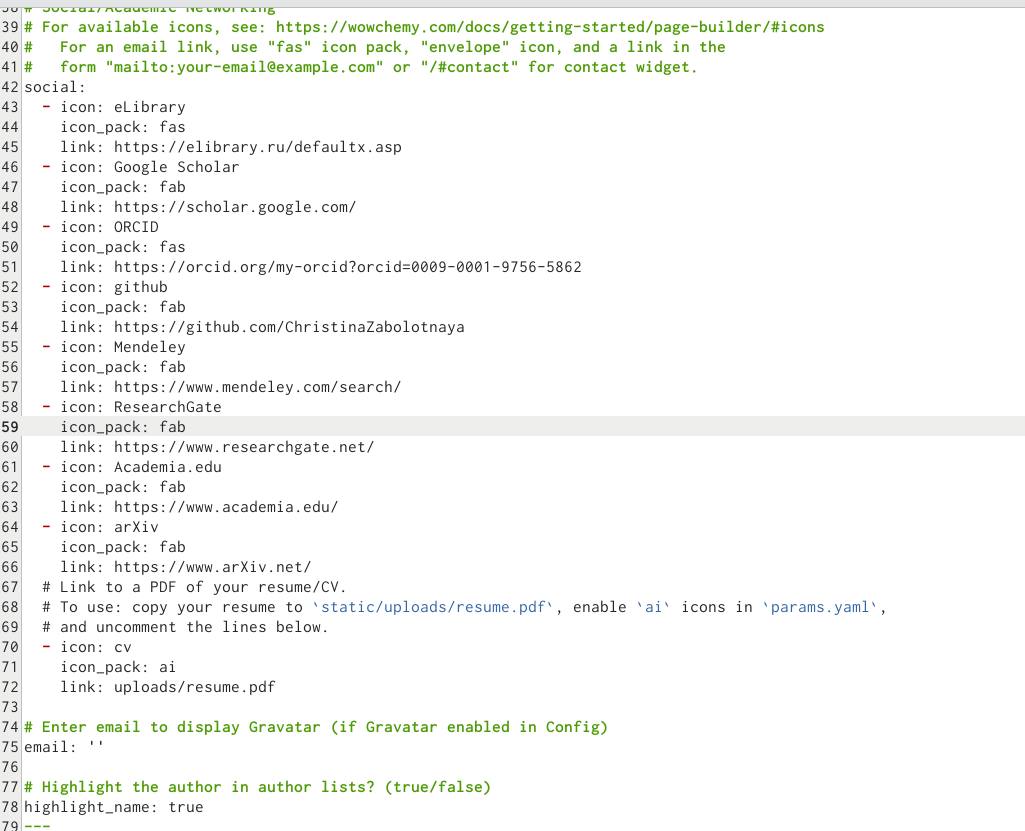 38 # Social/Academic Networking
39 # For available icons, see: https://wowchemy.com/docs/getting-started/page-builder/#icons
40 #   For an email link, use "fas" icon pack, "envelope" icon, and a link in the
41 #   form "mailto:your-email@example.com" or "/#contact" for contact widget.
42 social:
43   - icon: eLibrary
44     icon_pack: fas
45     link: https://elibrary.ru/defaultx.asp
46   - icon: Google Scholar
47     icon_pack: fab
48     link: https://scholar.google.com/
49   - icon: ORCID
50     icon_pack: fas
51     link: https://orcid.org/my-orcid?orcid=0009-0001-9756-5862
52   - icon: github
53     icon_pack: fab
54     link: https://github.com/ChristinaZabolotnaya
55   - icon: Mendeley
56     icon_pack: fab
57     link: https://www.mendeley.com/search/
58   - icon: ResearchGate
59     icon_pack: fab
60     link: https://www.researchgate.net/
61   - icon: Academia.edu
62     icon_pack: fab
63     link: https://www.academia.edu/
64   - icon: arXiv
65     icon_pack: fab
66     link: https://www.arXiv.net/
67   # Link to a PDF of your resume/CV.
68   # To use: copy your resume to `static/uploads/resume.pdf`, enable `ai` icons in `params.yaml`,
69   # and uncomment the lines below.
70   - icon: cv
71     icon_pack: ai
72     link: uploads/resume.pdf
73
74 # Enter email to display Gravatar (if Gravatar enabled in Config)
75 email: ''
76
77 # Highlight the author in author lists? (true/false)
78 highlight_name: true
79 ---